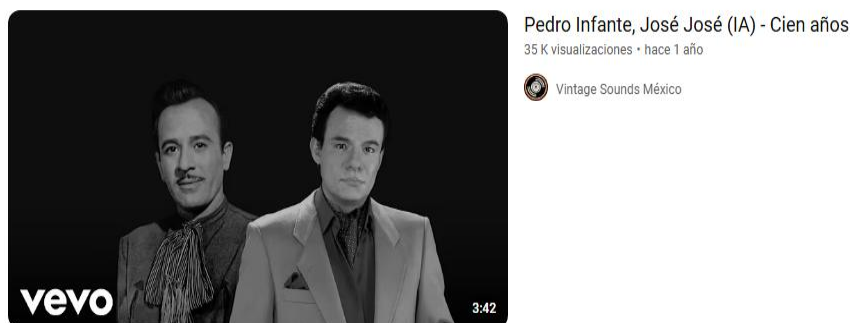 Pedro Infante, José José (IA) - Cien años
35 K visualizaciones • hace 1 año
Vintage Sounds México
vevo
3:42